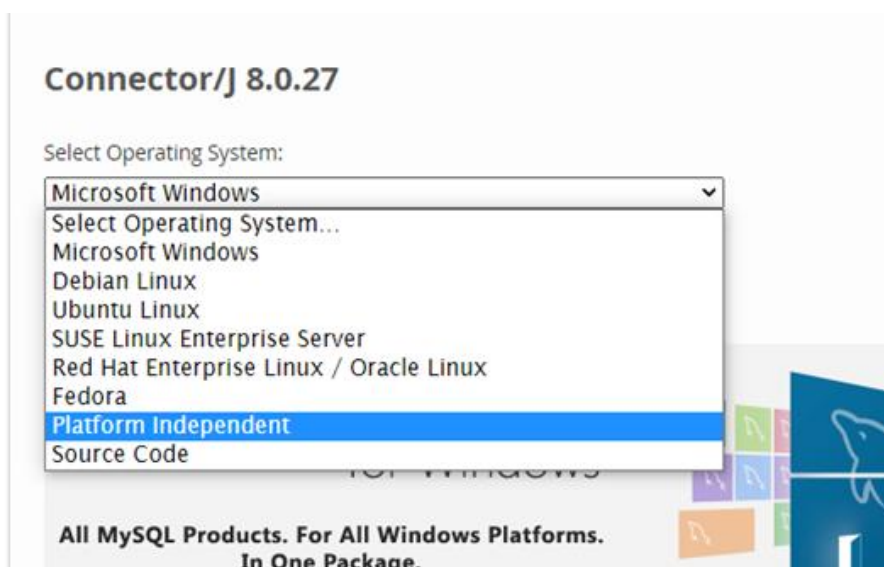 Connector/J 8.0.27
Select Operating System:
Microsoft Windows
Select Operating System...
Microsoft Windows
Debian Linux
Ubuntu Linux
SUSE Linux Enterprise Server
Red Hat Enterprise Linux / Oracle Linux
Fedora
Platform Independent
Source Code
for Windows
All MySQL Products. For All Windows Platforms.
In One Package.